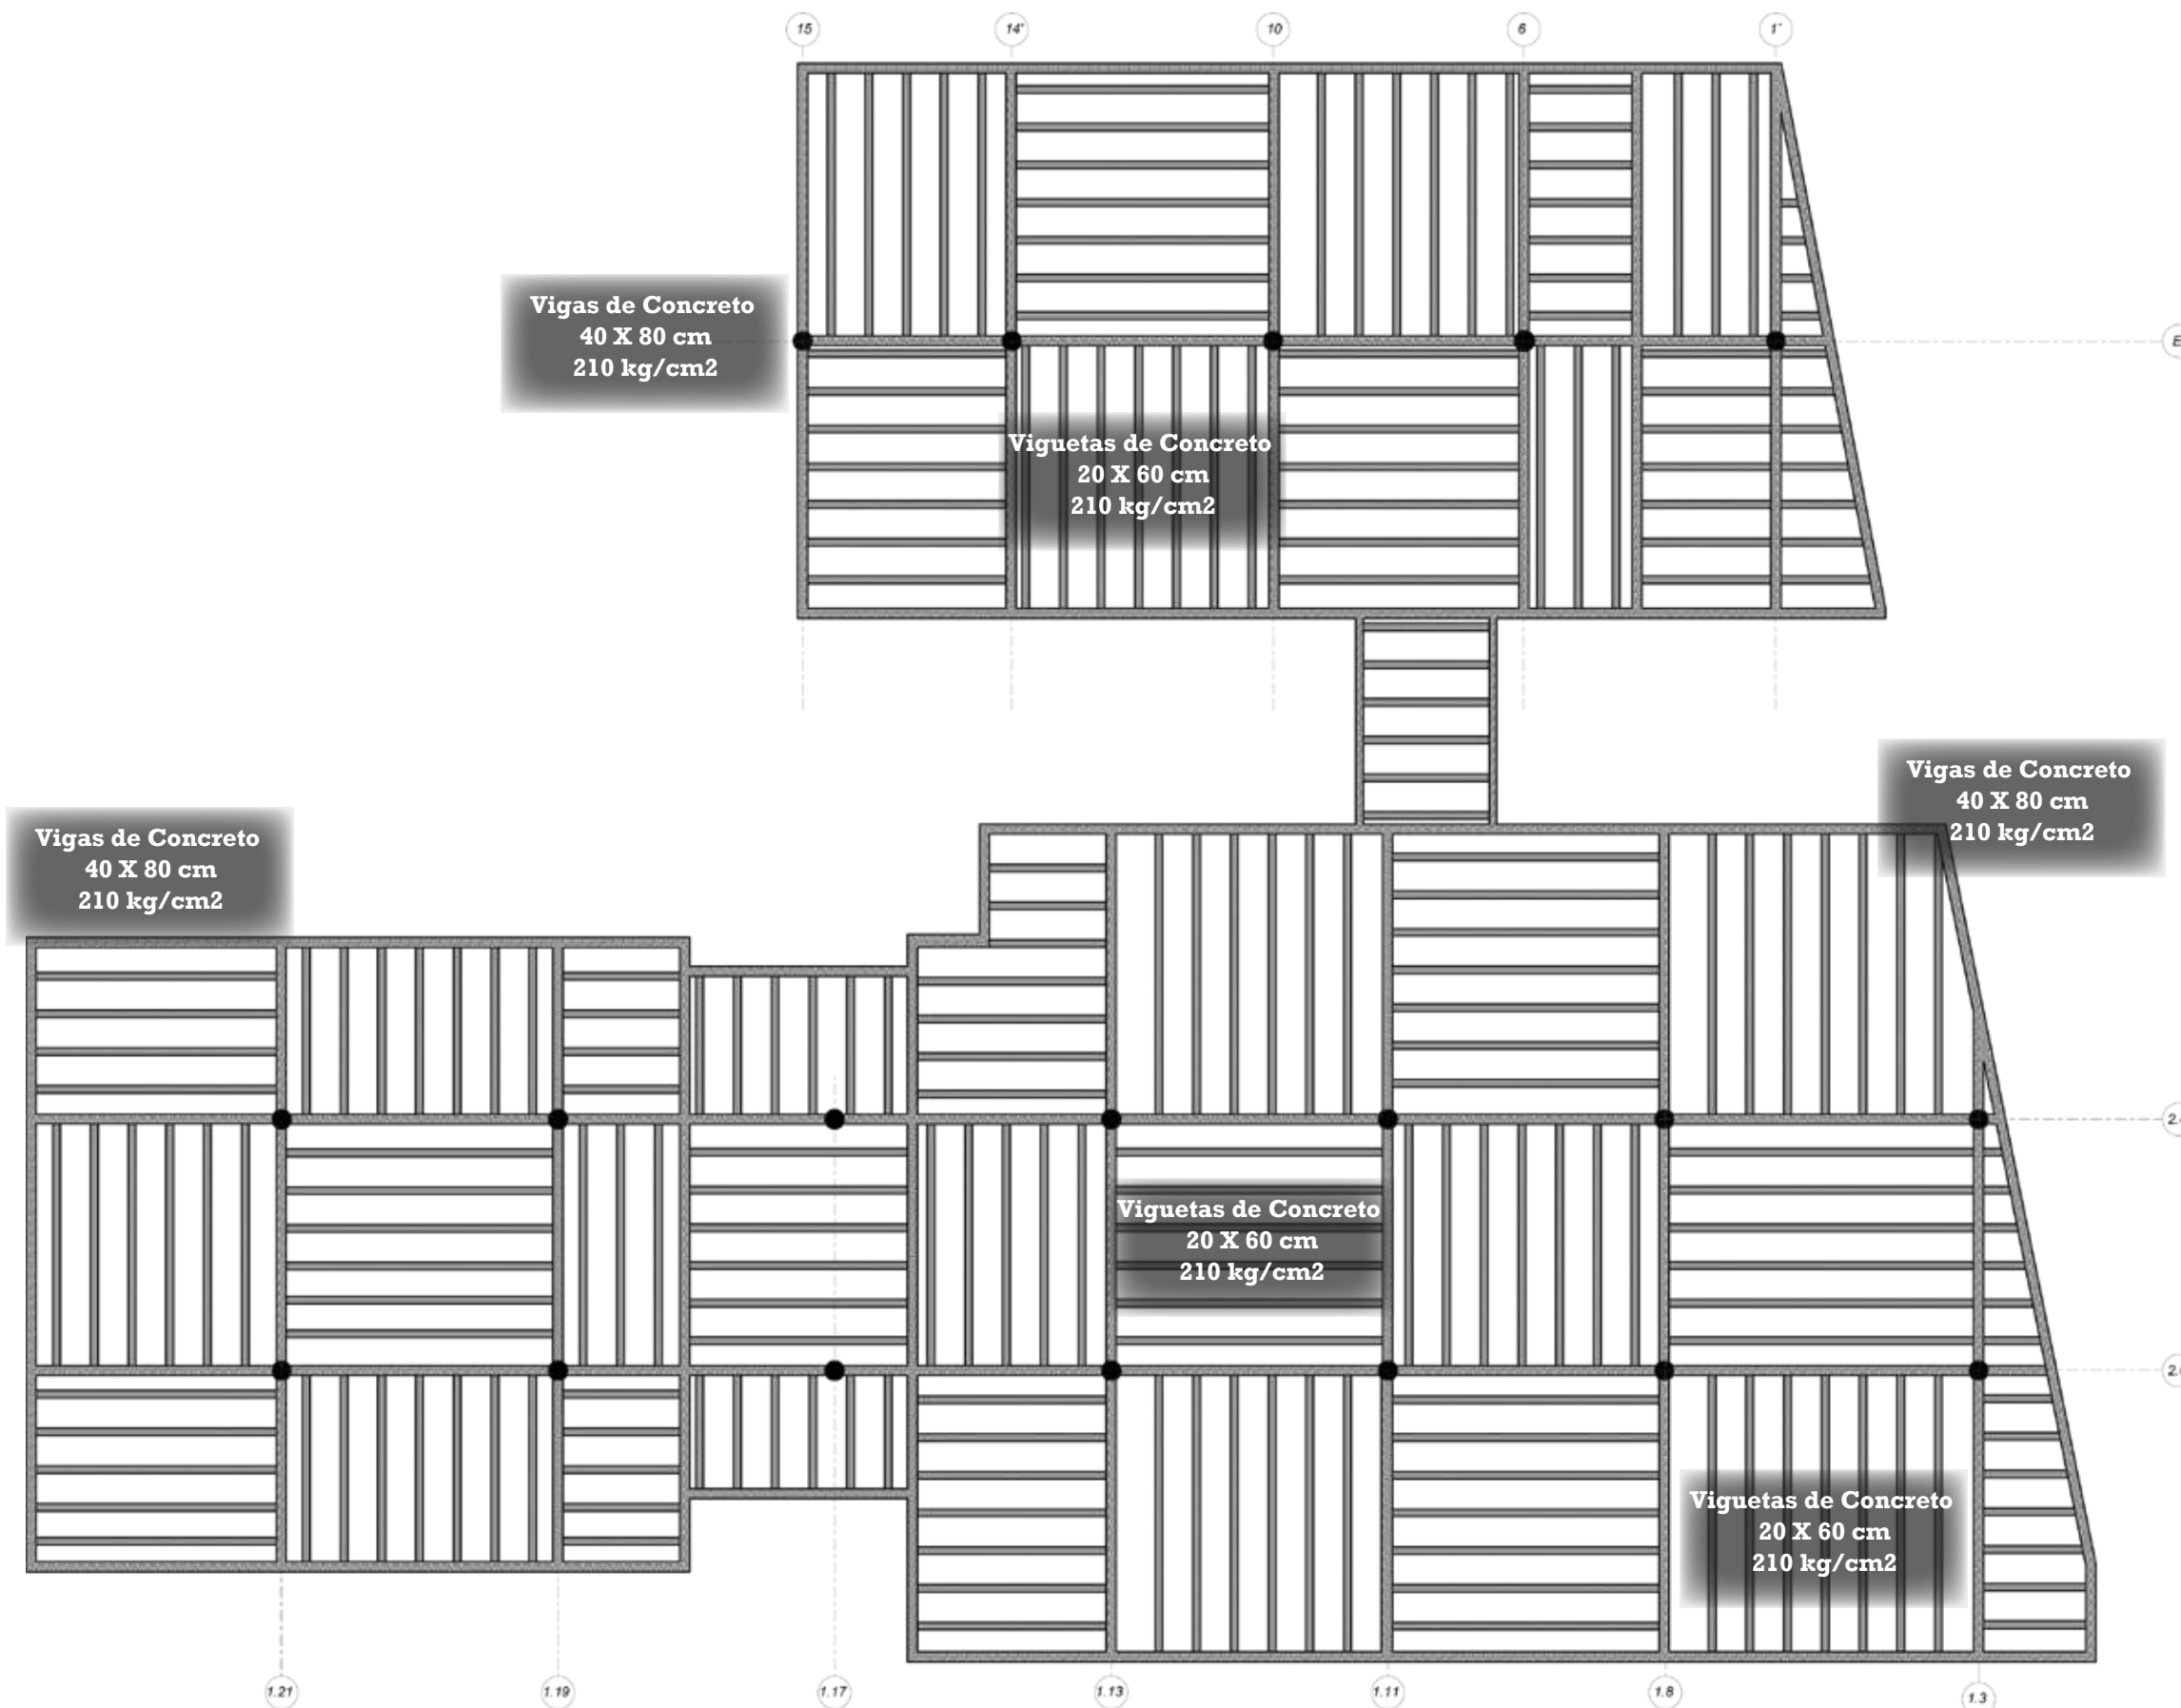 15 14' 10 6 1'
Vigas de Concreto
40 X 80 cm
210 kg/cm2
E
Viguetas de Concreto
20 X 60 cm
210 kg/cm2
Vigas de Concreto
40 X 80 cm
210 kg/cm2
Vigas de Concreto
40 X 80 cm
210 kg/cm2
2.
Viguetas de Concreto
20 X 60 cm
210 kg/cm2
2.
Viguetas de Concreto
20 X 60 cm
210 kg/cm2
1.21 1.19 1.17 1.13 1.11 1.8 1.3